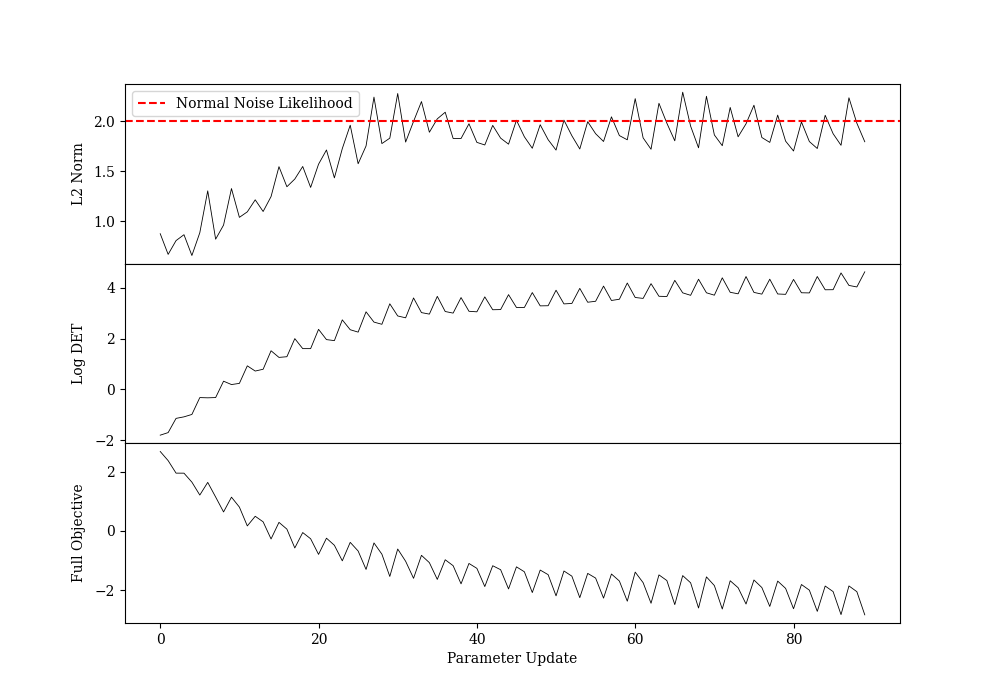 Normal Noise Likelihood
2.0
1.5
1.0
L2 Norm
4
2
0
−2
Log DET
2
0
−2
Full Objective
0 20 40 60 80
Parameter Update